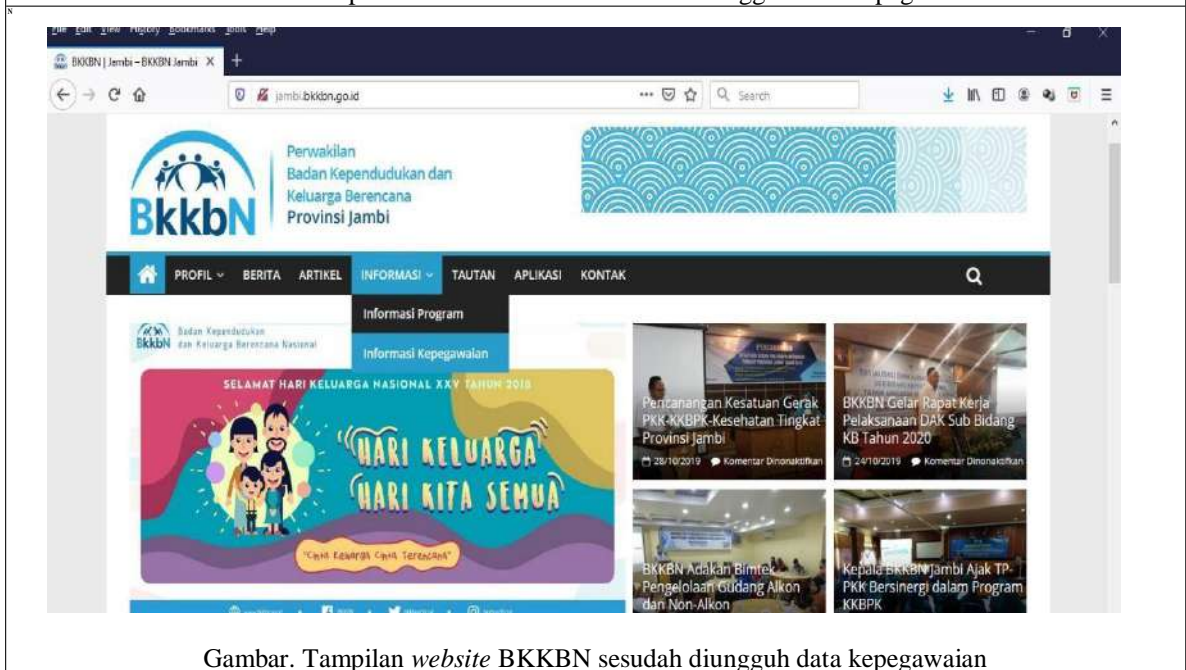 File Edit View History Bookmarks Tools Help
BKKBN | Jambi – BKKBN Jambi X +
jambi.bkkbn.go.id
Search
BkkbN
Perwakilan
Badan Kependudukan dan
Keluarga Berencana
Provinsi Jambi
PROFIL BERITA ARTIKEL INFORMASI TAUTAN APLIKASI KONTAK
Informasi Program
Informasi Kepegawaian
BkkbN
Badan Kependudukan
dan Keluarga Berencana Nasional
SELAMAT HARI KELUARGA NASIONAL XXV TAHUN 2018
"HARI KELUARGA
HARI KITA SEMUA"
"Cinta Keluarga Cinta Terencana"
Pencanangan Kesatuan Gerak
PKK-KKBPK-Kesehatan Tingkat
Provinsi Jambi
28/10/2019 Komentar Dinonaktifkan
BKKBN Gelar Rapat Kerja
Pelaksanaan DAK Sub Bidang
KB Tahun 2020
24/10/2019 Komentar Dinonaktifkan
BKKBN Adakan Bimtek
Pengelolaan Gudang Alkon
dan Non-Alkon
Kepala BKKBN Jambi Ajak TP-
PKK Bersinergi dalam Program
KKBPK
Gambar. Tampilan website BKKBN sesudah diungguh data kepegawaian